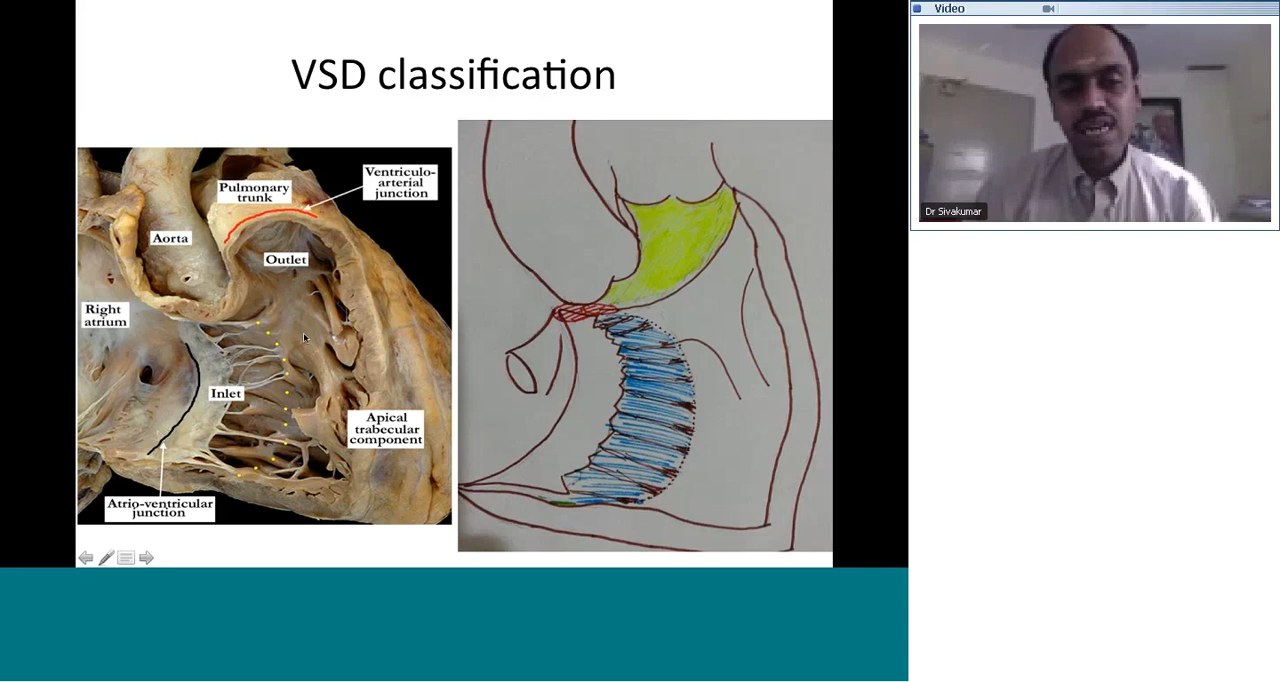 VSD classification
Pulmonary
trunk
Ventriculo-
arterial
junction
Aorta
Outlet
Right
atrium
Inlet
Apical
trabecular
component
Atrio-ventricular
junction
Video
Dr Sivakumar